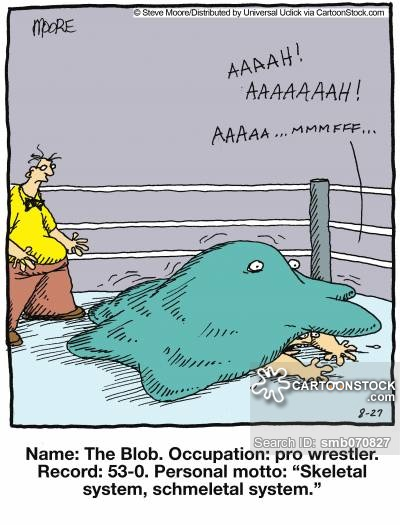 © Steve Moore/Distributed by Universal Uclick via CartoonStock.com
MOORE
AAAAH!
AAAAAAAH!
AAAAA...MMMFFF...
CARTOONSTOCK
.com
Search ID: smb070827
8-27
Name: The Blob. Occupation: pro wrestler.
Record: 53-0. Personal motto: “Skeletal
system, schmeletal system.”